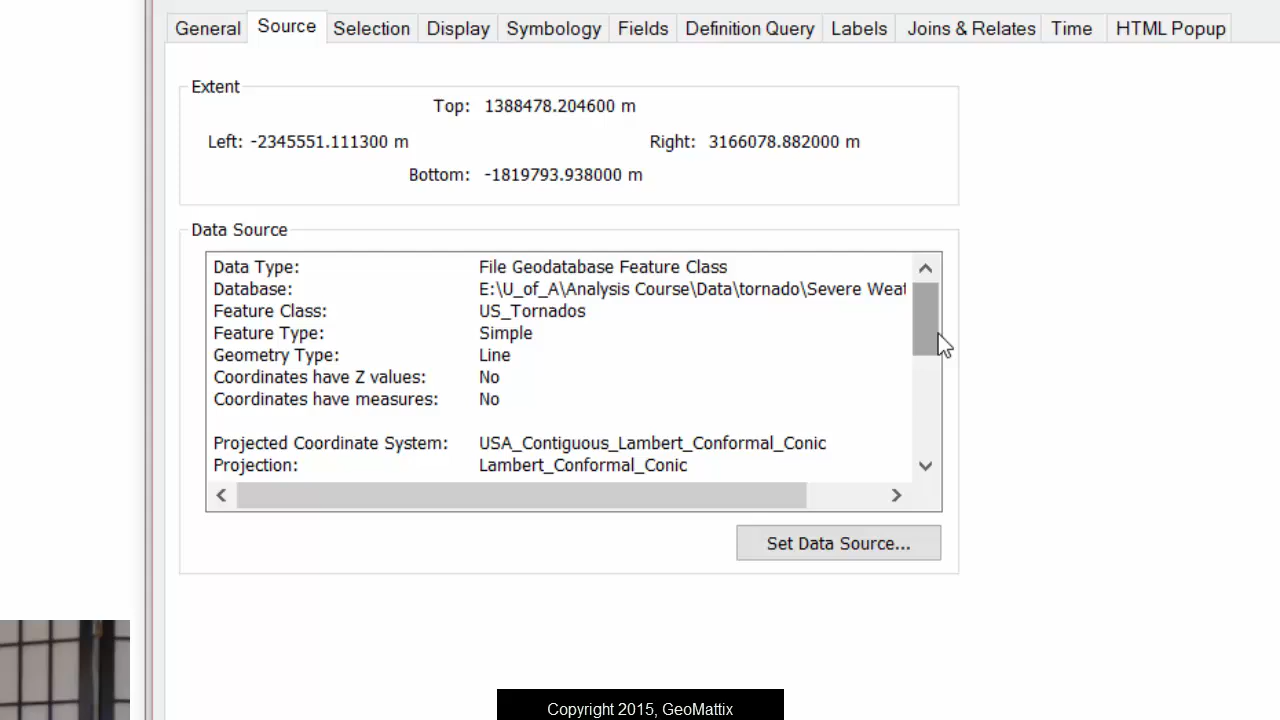 General Source Selection Display Symbology Fields Definition Query Labels Joins & Relates Time HTML Popup
Extent
Top: 1388478.204600 m
Left: -2345551.111300 m Right: 3166078.882000 m
Bottom: -1819793.938000 m
Data Source
Data Type: File Geodatabase Feature Class
Database: E:\U_of_A\Analysis Course\Data\tornado\Severe Weat
Feature Class: US_Tornados
Feature Type: Simple
Geometry Type: Line
Coordinates have Z values: No
Coordinates have measures: No
Projected Coordinate System: USA_Contiguous_Lambert_Conformal_Conic
Projection: Lambert_Conformal_Conic
Set Data Source...
Copyright 2015, GeoMattix